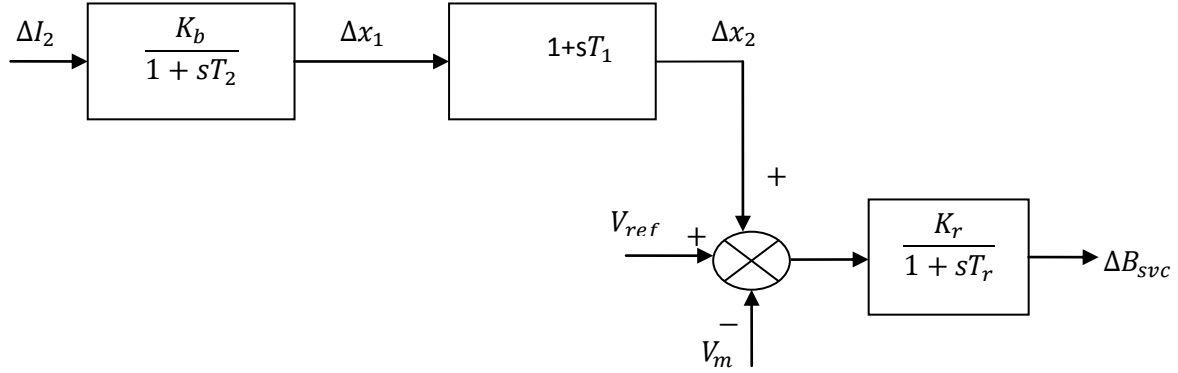 ΔI₂
K_b
1 + sT₂
Δx₁
1+sT₁
Δx₂
+
V_ref
+
K_r
1 + sT_r
ΔB_svc
−
V_m